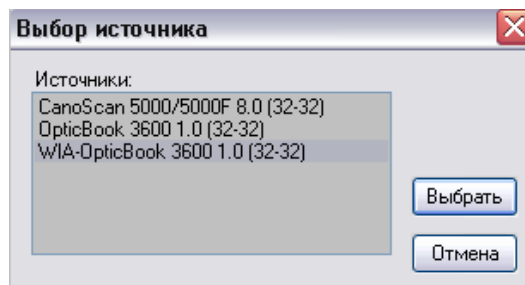 Выбор источника
Источники:
CanoScan 5000/5000F 8.0 (32-32)
OpticBook 3600 1.0 (32-32)
WIA-OpticBook 3600 1.0 (32-32)
Выбрать
Отмена